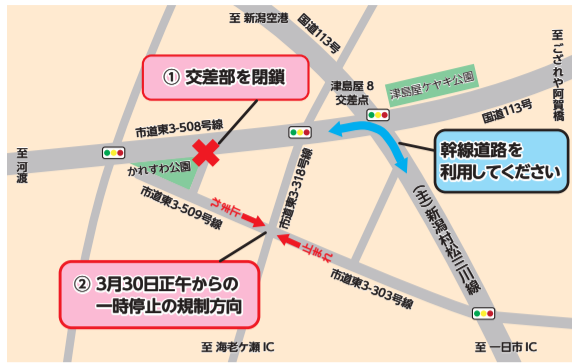 至 新潟空港
国道113号
至 ござれや阿賀橋
① 交差部を閉鎖
津島屋 8
交差点
津島屋ケヤキ公園
国道113号
市道東3-508号線
至 河渡
かれすわ公園
幹線道路を
利用してください
市道東3-318号線
市道東3-509号線
止まれ
止まれ
(主)新潟村松三川線
② 3月30日正午からの
一時停止の規制方向
市道東3-303号線
至 海老ケ瀬 IC
至 一日市 IC